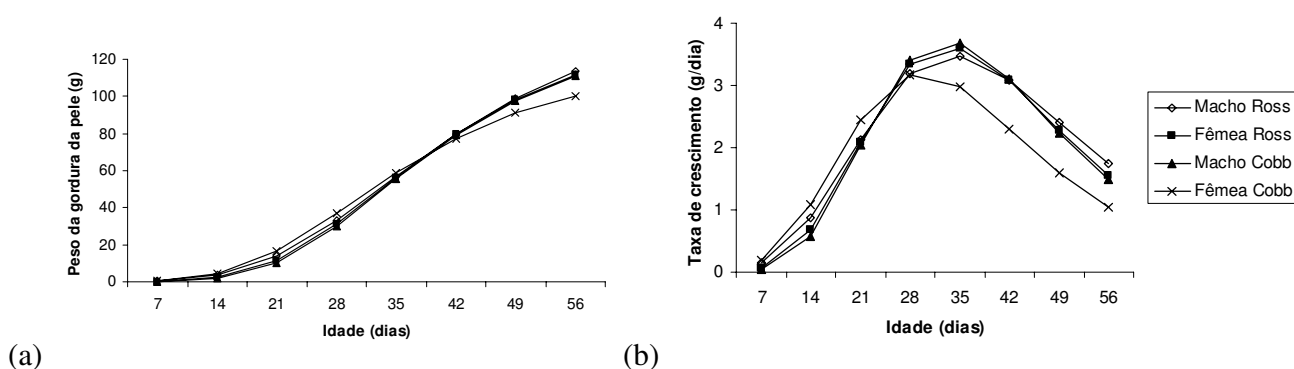 Peso da gordura da pele (g)
120
100
80
60
40
20
0
7 14 21 28 35 42 49 56
Idade (dias)
(a)
Taxa de crescimento (g/dia)
4
3
2
1
0
7 14 21 28 35 42 49 56
Idade (dias)
(b)
Macho Ross
Fêmea Ross
Macho Cobb
Fêmea Cobb